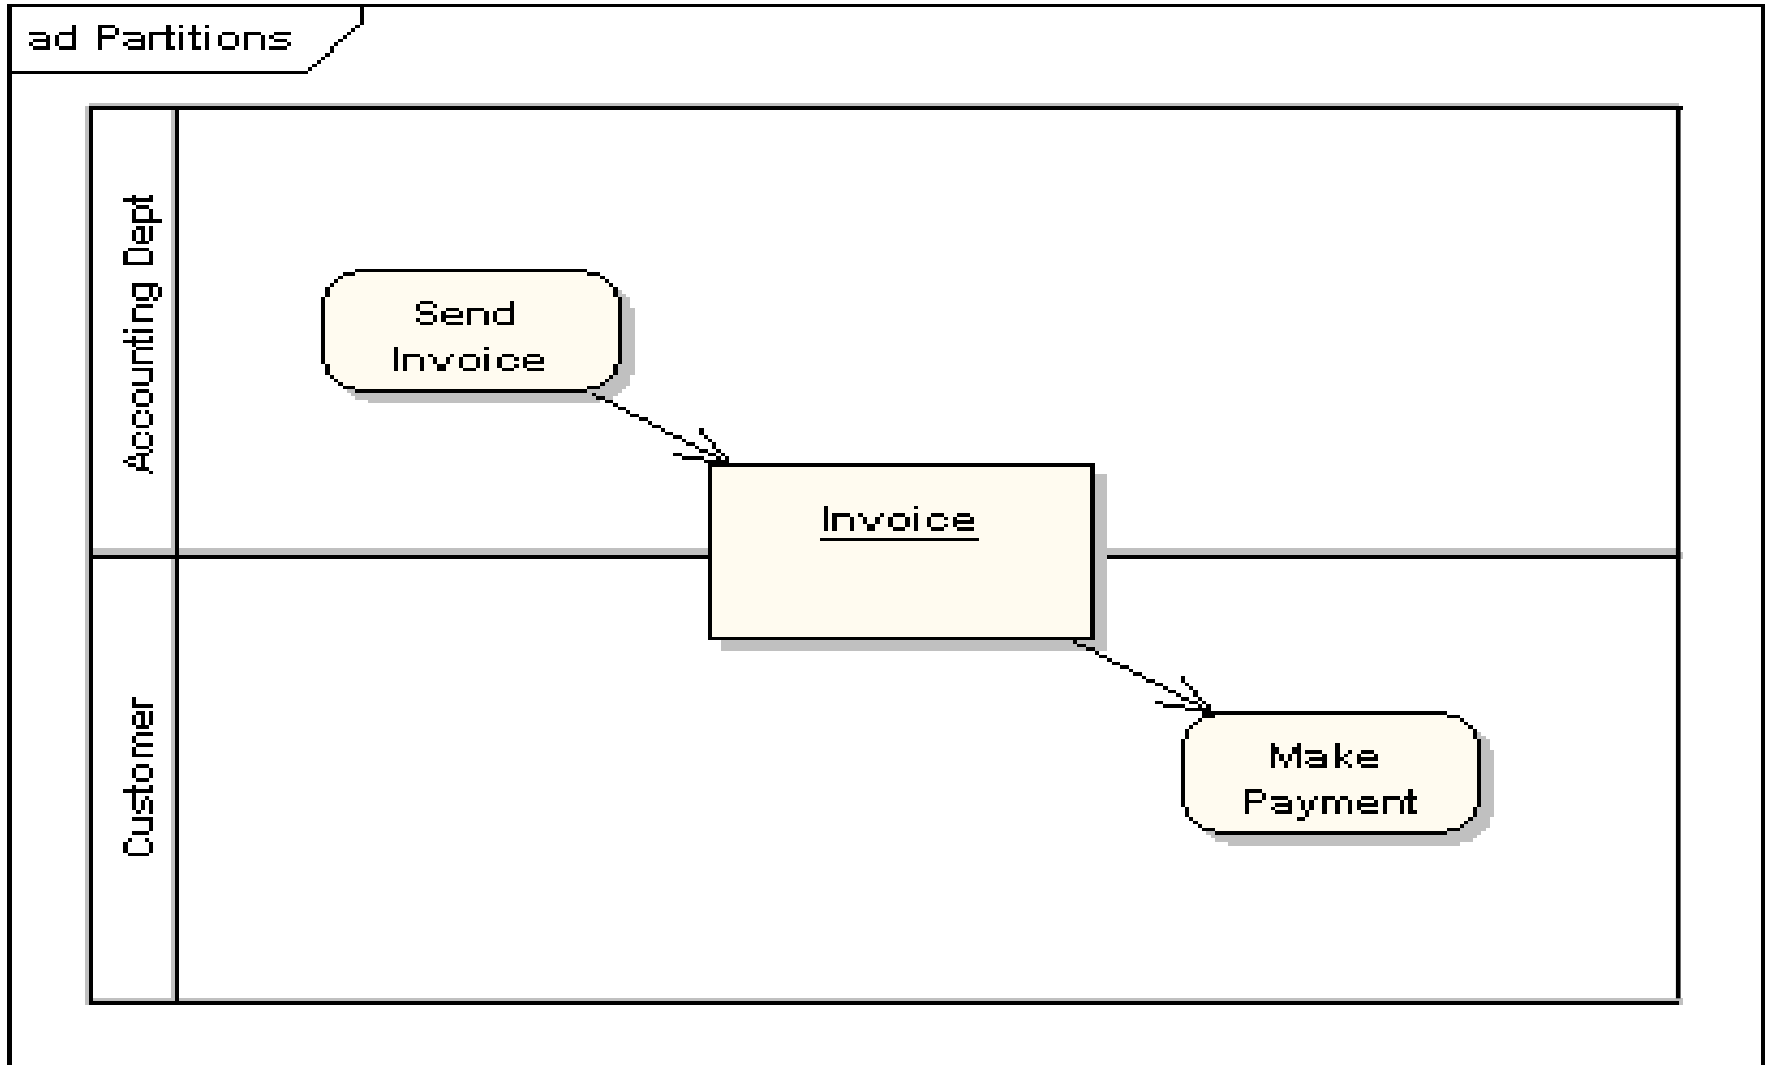 ad Partitions
Accounting Dept
Send
Invoice
Invoice
Customer
Make
Payment